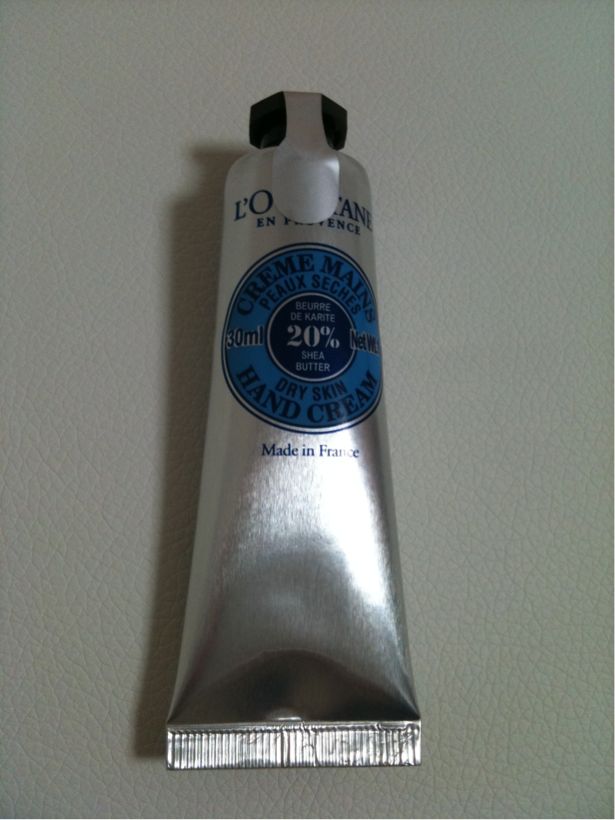 EN PROVENCE
CREME MAINS
PEAUX SECHES
BEURRE
DE KARITE
30ml 20%
SHEA
BUTTER
DRY SKIN
HAND CREAM
Made in France